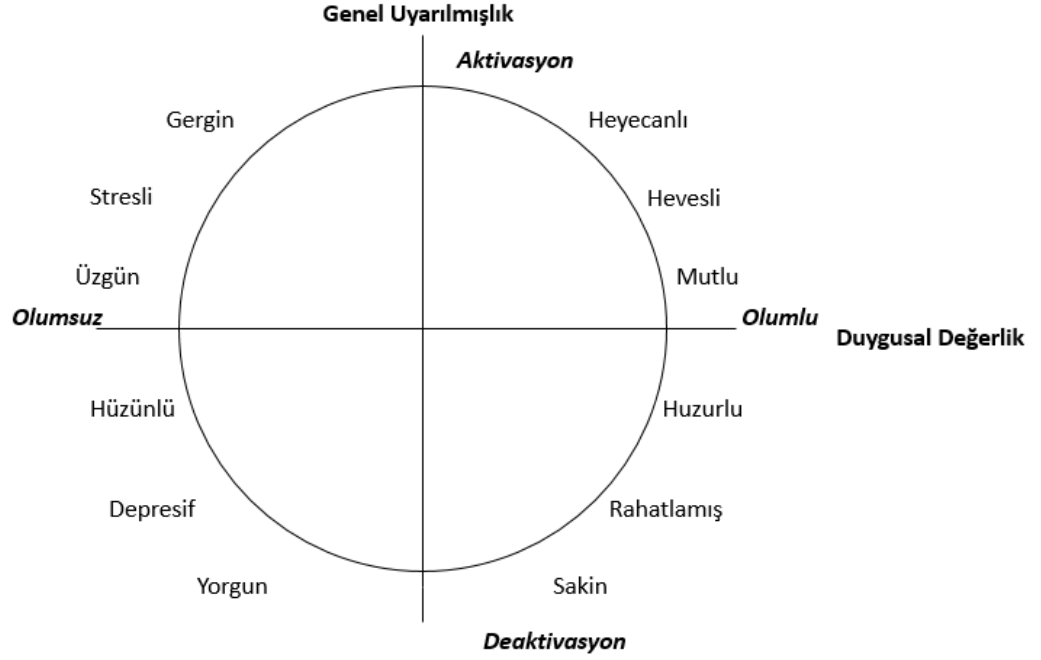 Genel Uyarılmışlık
Aktivasyon
Gergin
Heyecanlı
Stresli
Hevesli
Üzgün
Mutlu
Olumsuz
Olumlu
Duygusal Değerlik
Hüzünlü
Huzurlu
Depresif
Rahatlamış
Yorgun
Sakin
Deaktivasyon